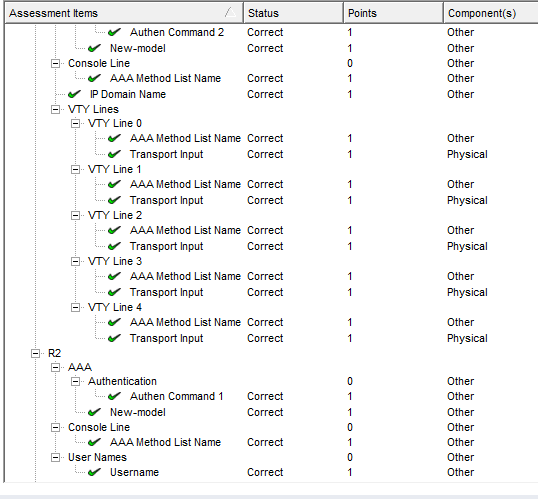 Assessment Items Status Points Component(s)
Authen Command 2 Correct 1 Other
New-model Correct 1 Other
Console Line 0 Other
AAA Method List Name Correct 1 Other
IP Domain Name Correct 1 Other
VTY Lines
VTY Line 0
AAA Method List Name Correct 1 Other
Transport Input Correct 1 Physical
VTY Line 1
AAA Method List Name Correct 1 Other
Transport Input Correct 1 Physical
VTY Line 2
AAA Method List Name Correct 1 Other
Transport Input Correct 1 Physical
VTY Line 3
AAA Method List Name Correct 1 Other
Transport Input Correct 1 Physical
VTY Line 4
AAA Method List Name Correct 1 Other
Transport Input Correct 1 Physical
R2
AAA
Authentication 0 Other
Authen Command 1 Correct 1 Other
New-model Correct 1 Other
Console Line 0 Other
AAA Method List Name Correct 1 Other
User Names 0 Other
Username Correct 1 Other